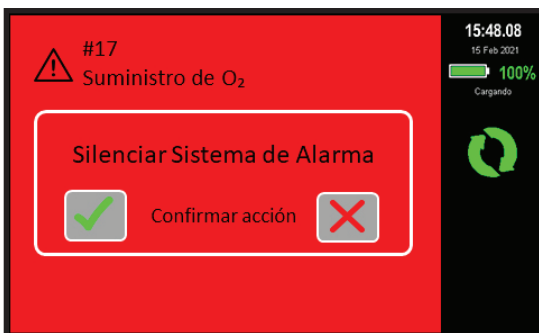 #17
Suministro de O₂
Silenciar Sistema de Alarma
Confirmar acción
15:48.08
15 Feb 2021
100%
Cargando